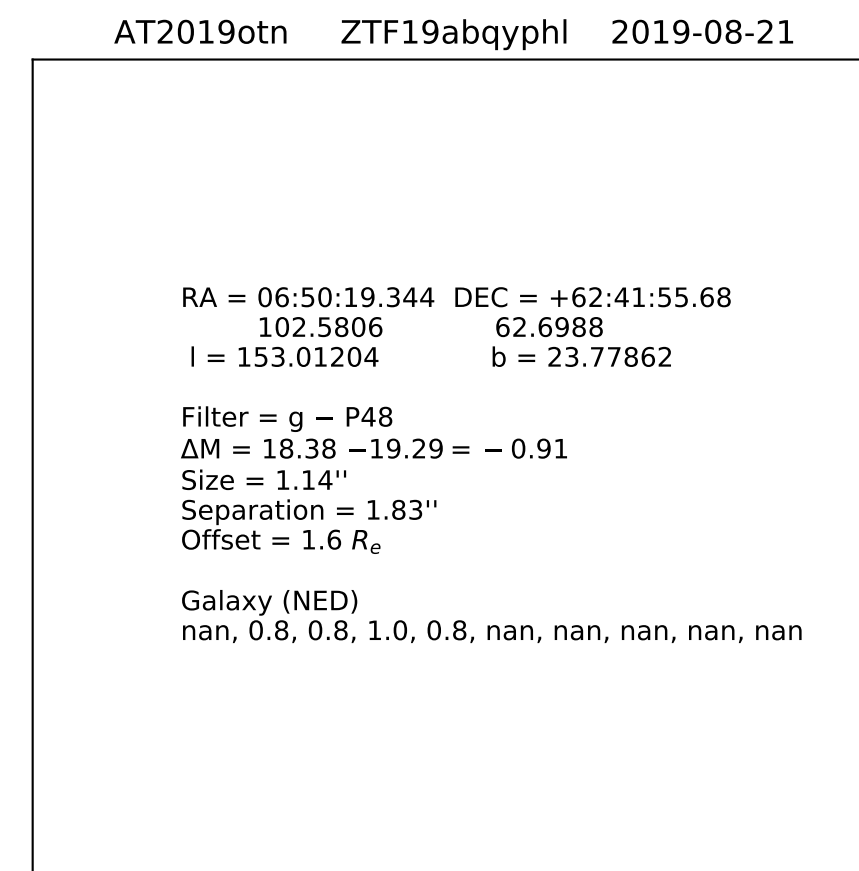 AT2019otn ZTF19abqyphl 2019-08-21
RA = 06:50:19.344 DEC = +62:41:55.68
102.5806 62.6988
l = 153.01204 b = 23.77862
Filter = g − P48
ΔM = 18.38 −19.29 = − 0.91
Size = 1.14''
Separation = 1.83''
Offset = 1.6 Rₑ
Galaxy (NED)
nan, 0.8, 0.8, 1.0, 0.8, nan, nan, nan, nan, nan